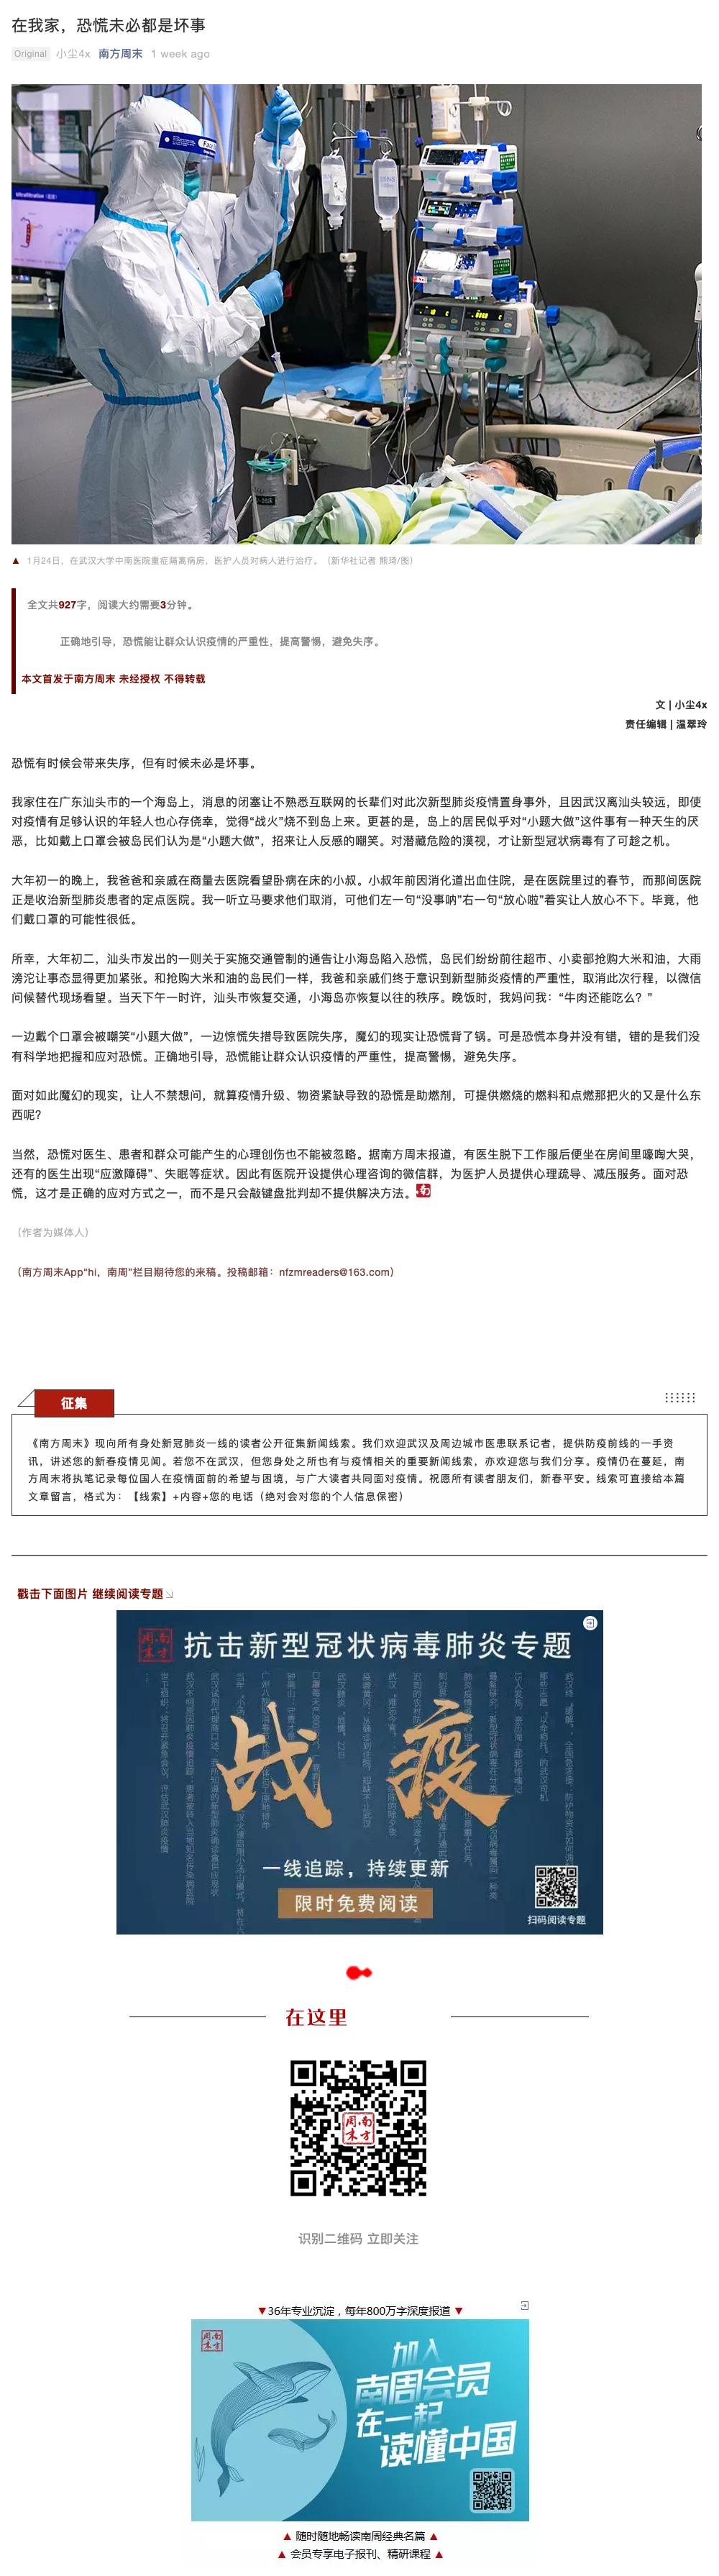 在我家，恐慌未必都是坏事
Original 小尘4x 南方周末 1 week ago
▲ 1月24日，在武汉大学中南医院重症隔离病房，医护人员对病人进行治疗。（新华社记者 熊琦/图）
全文共927字，阅读大约需要3分钟。
正确地引导，恐慌能让群众认识疫情的严重性，提高警惕，避免失序。
本文首发于南方周末 未经授权 不得转载
文 | 小尘4x
责任编辑 | 温翠玲
恐慌有时候会带来失序，但有时候未必是坏事。
我家住在广东汕头市的一个海岛上，消息的闭塞让不熟悉互联网的长辈们对此次新型肺炎疫情置身事外，且因武汉离汕头较远，即使
对疫情有足够认识的年轻人也心存侥幸，觉得“战火”烧不到岛上来。更甚的是，岛上的居民似乎对“小题大做”这件事有一种天生的厌
恶，比如戴上口罩会被岛民们认为是“小题大做”，招来让人反感的嘲笑。对潜藏危险的漠视，才让新型冠状病毒有了可趁之机。
大年初一的晚上，我爸爸和亲戚在商量去医院看望卧病在床的小叔。小叔年前因消化道出血住院，是在医院里过的春节，而那间医院
正是收治新型肺炎患者的定点医院。我一听立马要求他们取消，可他们左一句“没事呐”右一句“放心啦”着实让人放心不下。毕竟，他
们戴口罩的可能性很低。
所幸，大年初二，汕头市发出的一则关于实施交通管制的通告让小海岛陷入恐慌，岛民们纷纷前往超市、小卖部抢购大米和油，大雨
滂沱让事态显得更加紧张。和抢购大米和油的岛民们一样，我爸和亲戚们终于意识到新型肺炎疫情的严重性，取消此次行程，以微信
问候替代现场看望。当天下午一时许，汕头市恢复交通，小海岛亦恢复以往的秩序。晚饭时，我妈问我：“牛肉还能吃么？”
一边戴个口罩会被嘲笑“小题大做”，一边惊慌失措导致医院失序，魔幻的现实让恐慌背了锅。可是恐慌本身并没有错，错的是我们没
有科学地把握和应对恐慌。正确地引导，恐慌能让群众认识疫情的严重性，提高警惕，避免失序。
面对如此魔幻的现实，让人不禁想问，就算疫情升级、物资紧缺导致的恐慌是助燃剂，可提供燃烧的燃料和点燃那把火的又是什么东
西呢？
当然，恐慌对医生、患者和群众可能产生的心理创伤也不能被忽略。据南方周末报道，有医生脱下工作服后便坐在房间里嚎啕大哭，
还有的医生出现“应激障碍”、失眠等症状。因此有医院开设提供心理咨询的微信群，为医护人员提供心理疏导、减压服务。面对恐
慌，这才是正确的应对方式之一，而不是只会敲键盘批判却不提供解决方法。
（作者为媒体人）
（南方周末App“hi，南周”栏目期待您的来稿。投稿邮箱：nfzmreaders@163.com）
征集
《南方周末》现向所有身处新冠肺炎一线的读者公开征集新闻线索。我们欢迎武汉及周边城市医患联系记者，提供防疫前线的一手资
讯，讲述您的新春疫情见闻。若您不在武汉，但您身处之所也有与疫情相关的重要新闻线索，亦欢迎您与我们分享。疫情仍在蔓延，南
方周末将执笔记录每位国人在疫情面前的希望与困境，与广大读者共同面对疫情。祝愿所有读者朋友们，新春平安。线索可直接给本篇
文章留言，格式为：【线索】+内容+您的电话（绝对会对您的个人信息保密）
戳击下面图片 继续阅读专题
南方周末
抗击新型冠状病毒肺炎专题
战疫
一线追踪，持续更新
限时免费阅读
扫码阅读专题
在这里
南方周末
识别二维码 立即关注
▼36年专业沉淀，每年800万字深度报道 ▼
南方周末
加入
南周会员
在一起
读懂中国
▲ 随时随地畅读南周经典名篇 ▲
▲ 会员专享电子报刊、精研课程 ▲